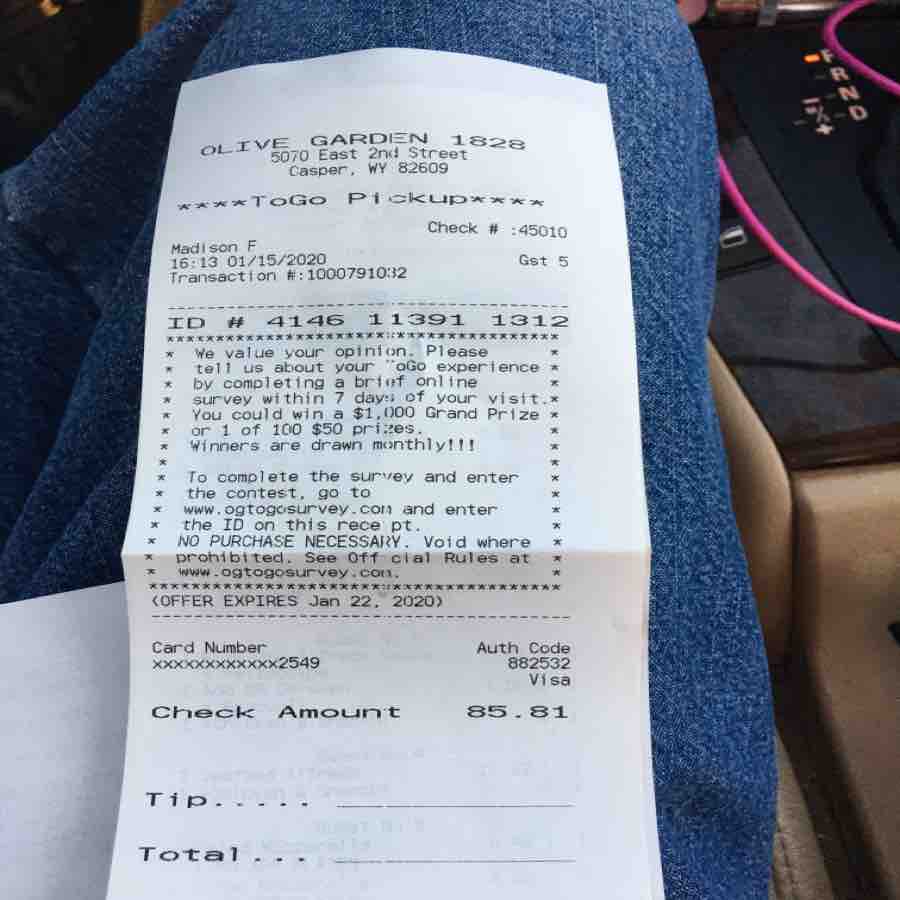 OLIVE GARDEN 1828
5070 East 2nd Street
Casper, WY 82609
****ToGo Pickup****
Check # :45010
Madison F
16:13 01/15/2020 Gst 5
Transaction #:1000791032
ID # 4146 11391 1312
* We value your opinion. Please *
* tell us about your ToGo experience *
* by completing a brief online *
* survey within 7 days of your visit.*
* You could win a $1,000 Grand Prize *
* or 1 of 100 $50 prizes. *
* Winners are drawn monthly!!! *
* *
* To complete the survey and enter *
* the contest, go to *
* www.ogtogosurvey.com and enter *
* the ID on this rece pt. *
* NO PURCHASE NECESSARY. Void where *
* prohibited. See Off cial Rules at *
* www.ogtogosurvey.com. *
(OFFER EXPIRES Jan 22, 2020)
Card Number Auth Code
xxxxxxxxxxxx2549 882532
Visa
Check Amount 85.81
Tip.....
Total...
R
N
D